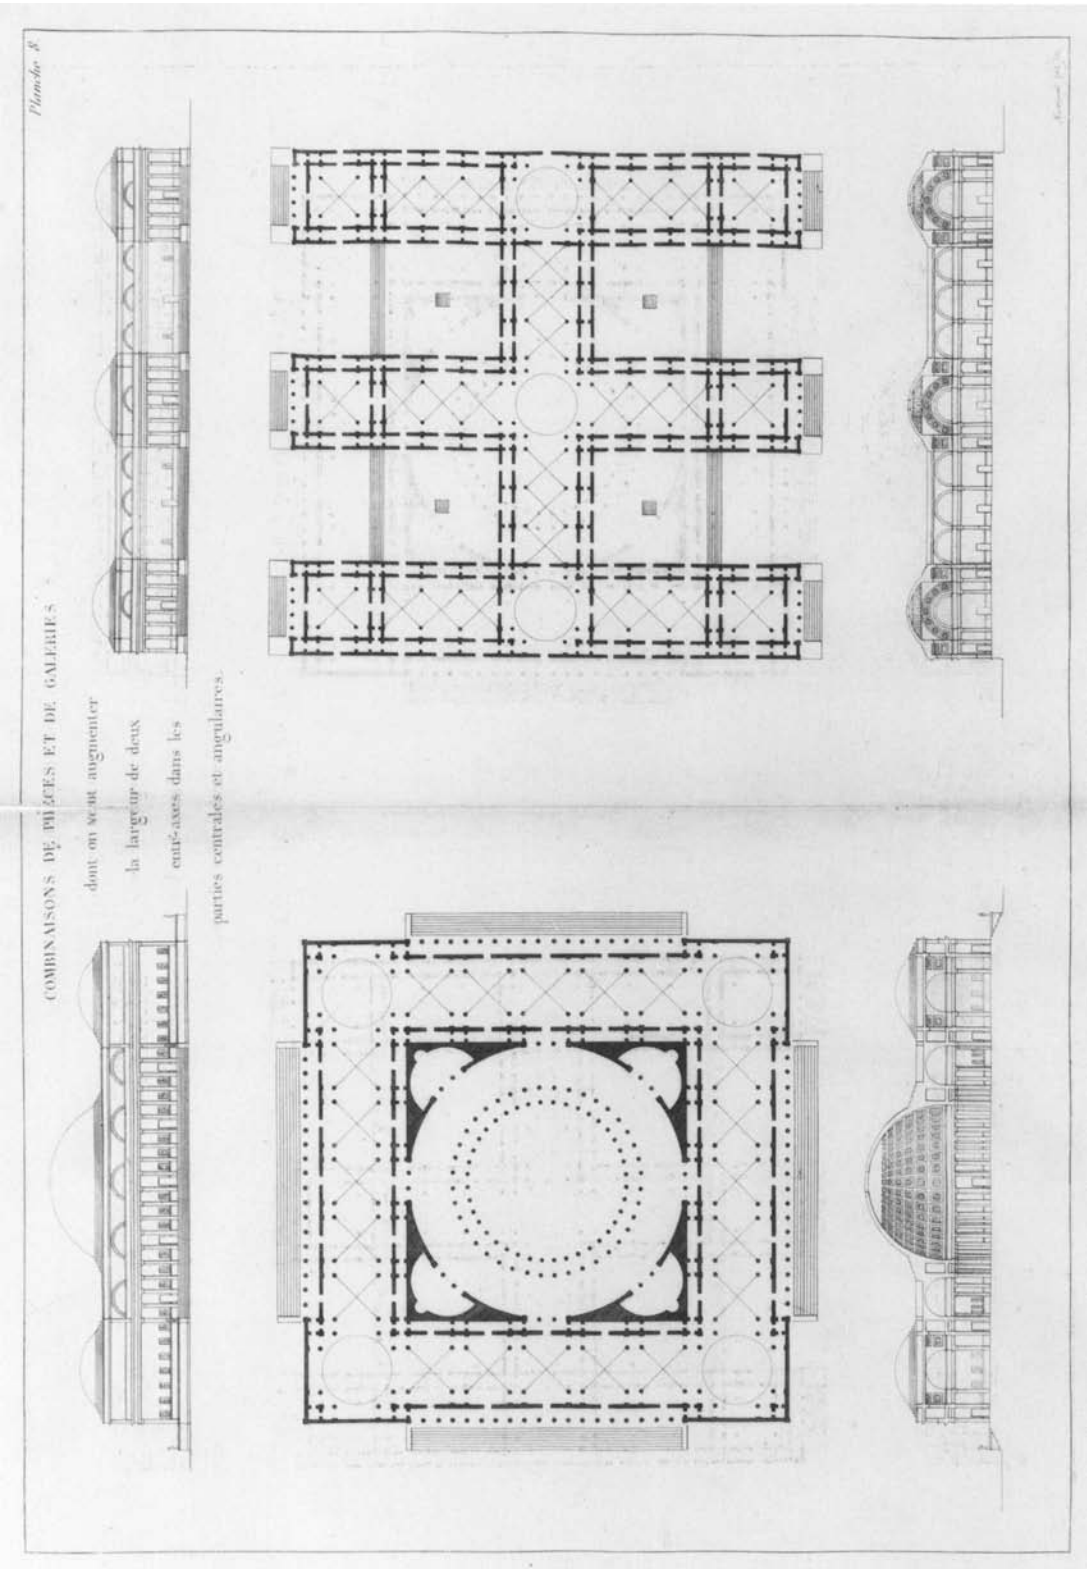 Planche 8.
COMBINAISONS DE PIÈCES ET DE GALERIES
dont on veut augmenter
la largeur de deux
entr'-axes dans les
parties centrales et angulaires.